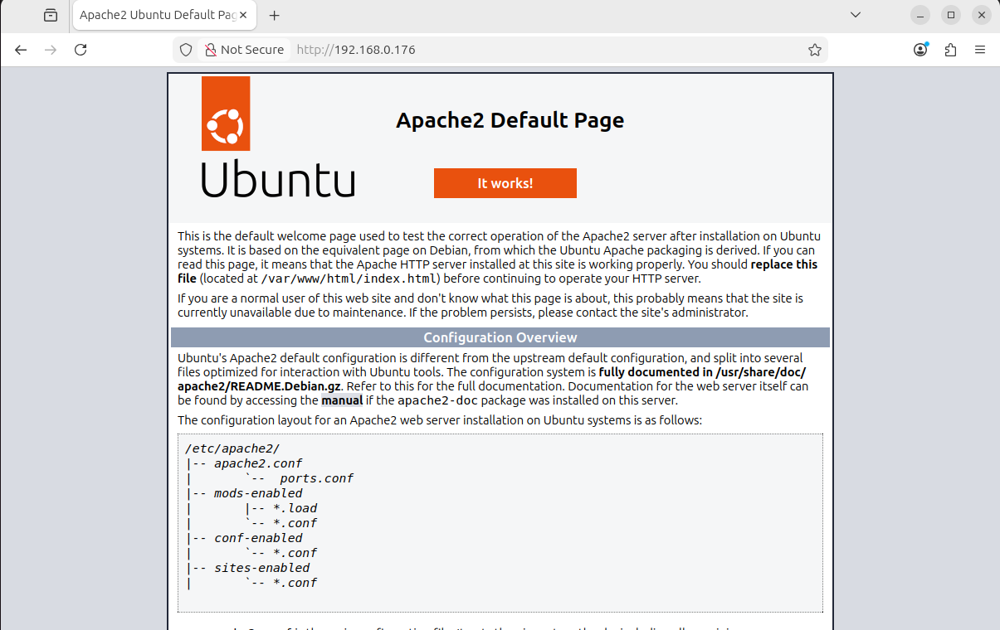 Apache2 Ubuntu Default Pag
Not Secure http://192.168.0.176
Apache2 Default Page
Ubuntu
It works!
This is the default welcome page used to test the correct operation of the Apache2 server after installation on Ubuntu
systems. It is based on the equivalent page on Debian, from which the Ubuntu Apache packaging is derived. If you can
read this page, it means that the Apache HTTP server installed at this site is working properly. You should replace this
file (located at /var/www/html/index.html) before continuing to operate your HTTP server.
If you are a normal user of this web site and don't know what this page is about, this probably means that the site is
currently unavailable due to maintenance. If the problem persists, please contact the site's administrator.
Configuration Overview
Ubuntu's Apache2 default configuration is different from the upstream default configuration, and split into several
files optimized for interaction with Ubuntu tools. The configuration system is fully documented in /usr/share/doc/
apache2/README.Debian.gz. Refer to this for the full documentation. Documentation for the web server itself can
be found by accessing the manual if the apache2-doc package was installed on this server.
The configuration layout for an Apache2 web server installation on Ubuntu systems is as follows:
/etc/apache2/
|-- apache2.conf
|       `--  ports.conf
|-- mods-enabled
|       |-- *.load
|       `-- *.conf
|-- conf-enabled
|       `-- *.conf
|-- sites-enabled
|       `-- *.conf